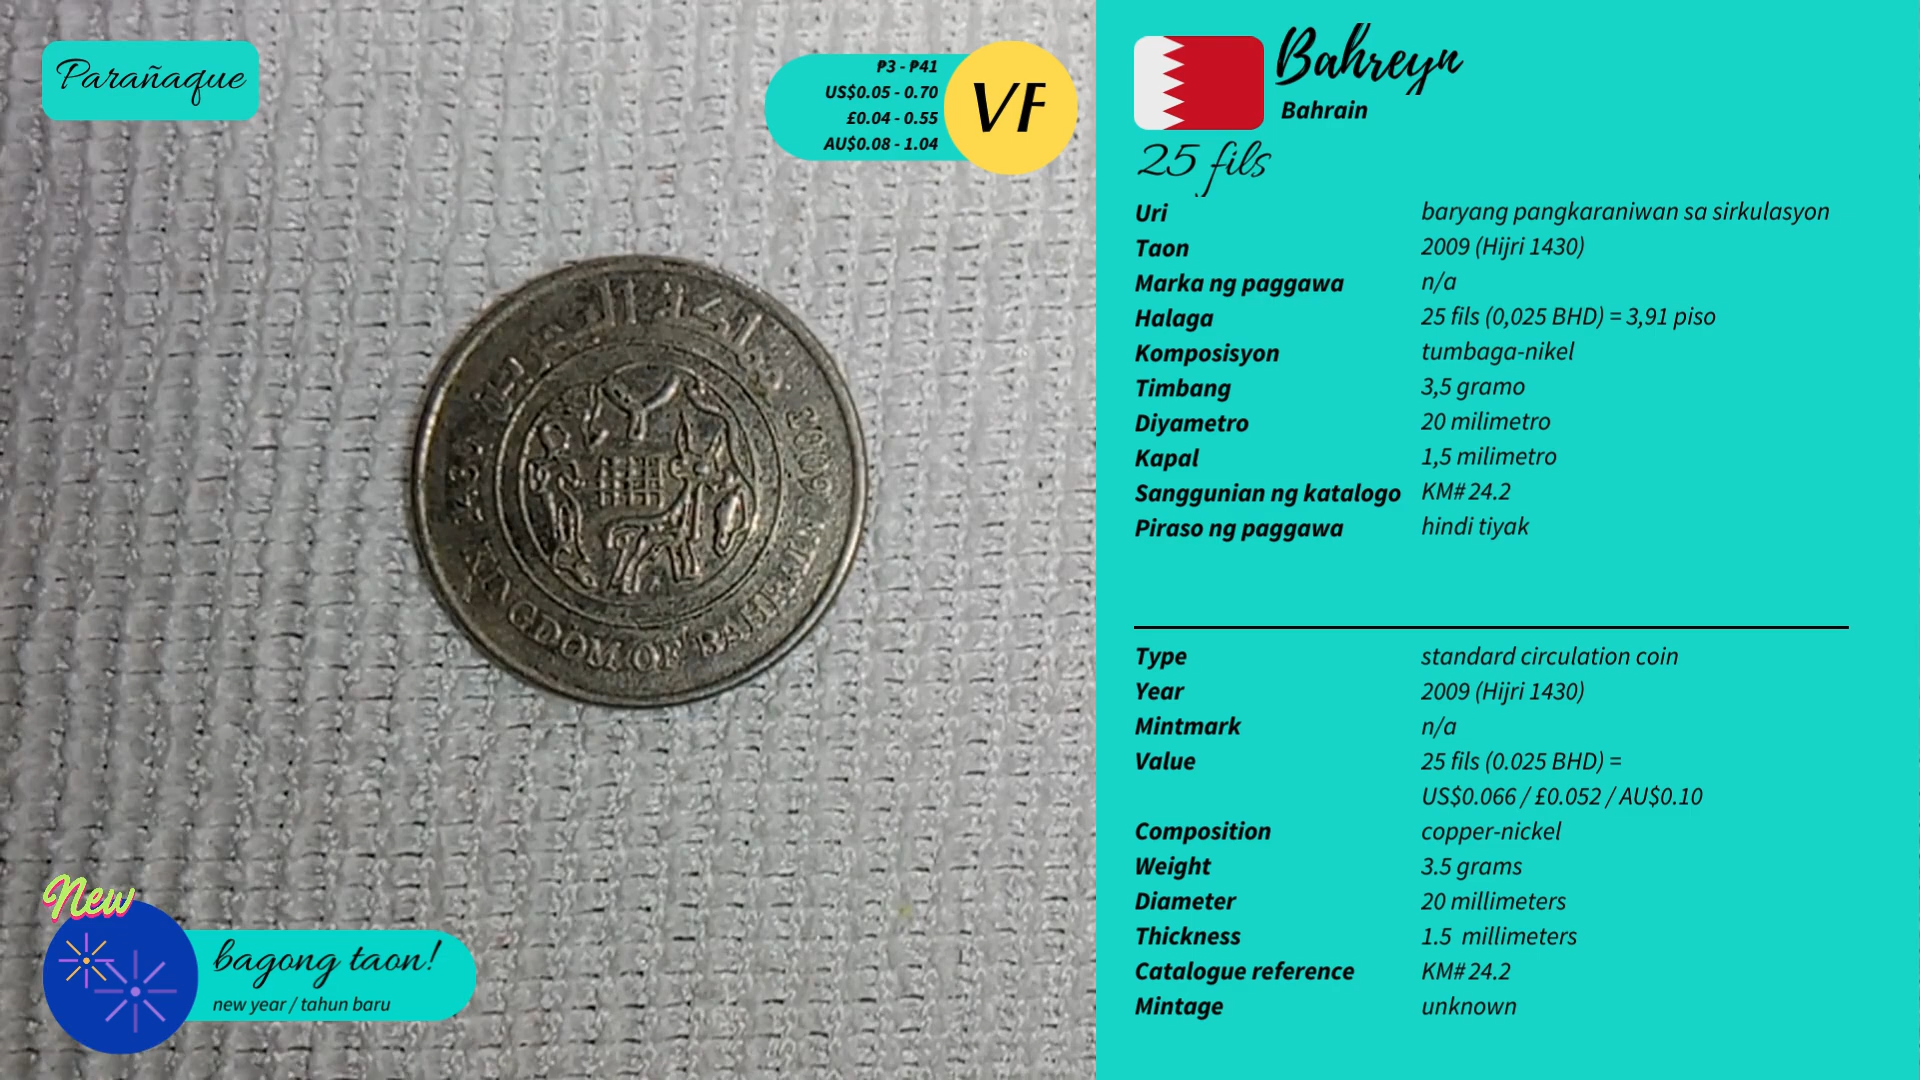 Parañaque
₱3 - ₱41
US$0.05 - 0.70
£0.04 - 0.55
AU$0.08 - 1.04
VF
KINGDOM OF BAHRAIN
2009
New
bagong taon!
new year / tahun baru
Bahreyn
Bahrain
25 fils
Uri baryang pangkaraniwan sa sirkulasyon
Taon 2009 (Hijri 1430)
Marka ng paggawa n/a
Halaga 25 fils (0,025 BHD) = 3,91 piso
Komposisyon tumbaga-nikel
Timbang 3,5 gramo
Diyametro 20 milimetro
Kapal 1,5 milimetro
Sanggunian ng katalogo KM# 24.2
Piraso ng paggawa hindi tiyak
Type standard circulation coin
Year 2009 (Hijri 1430)
Mintmark n/a
Value 25 fils (0.025 BHD) =
US$0.066 / £0.052 / AU$0.10
Composition copper-nickel
Weight 3.5 grams
Diameter 20 millimeters
Thickness 1.5 millimeters
Catalogue reference KM# 24.2
Mintage unknown